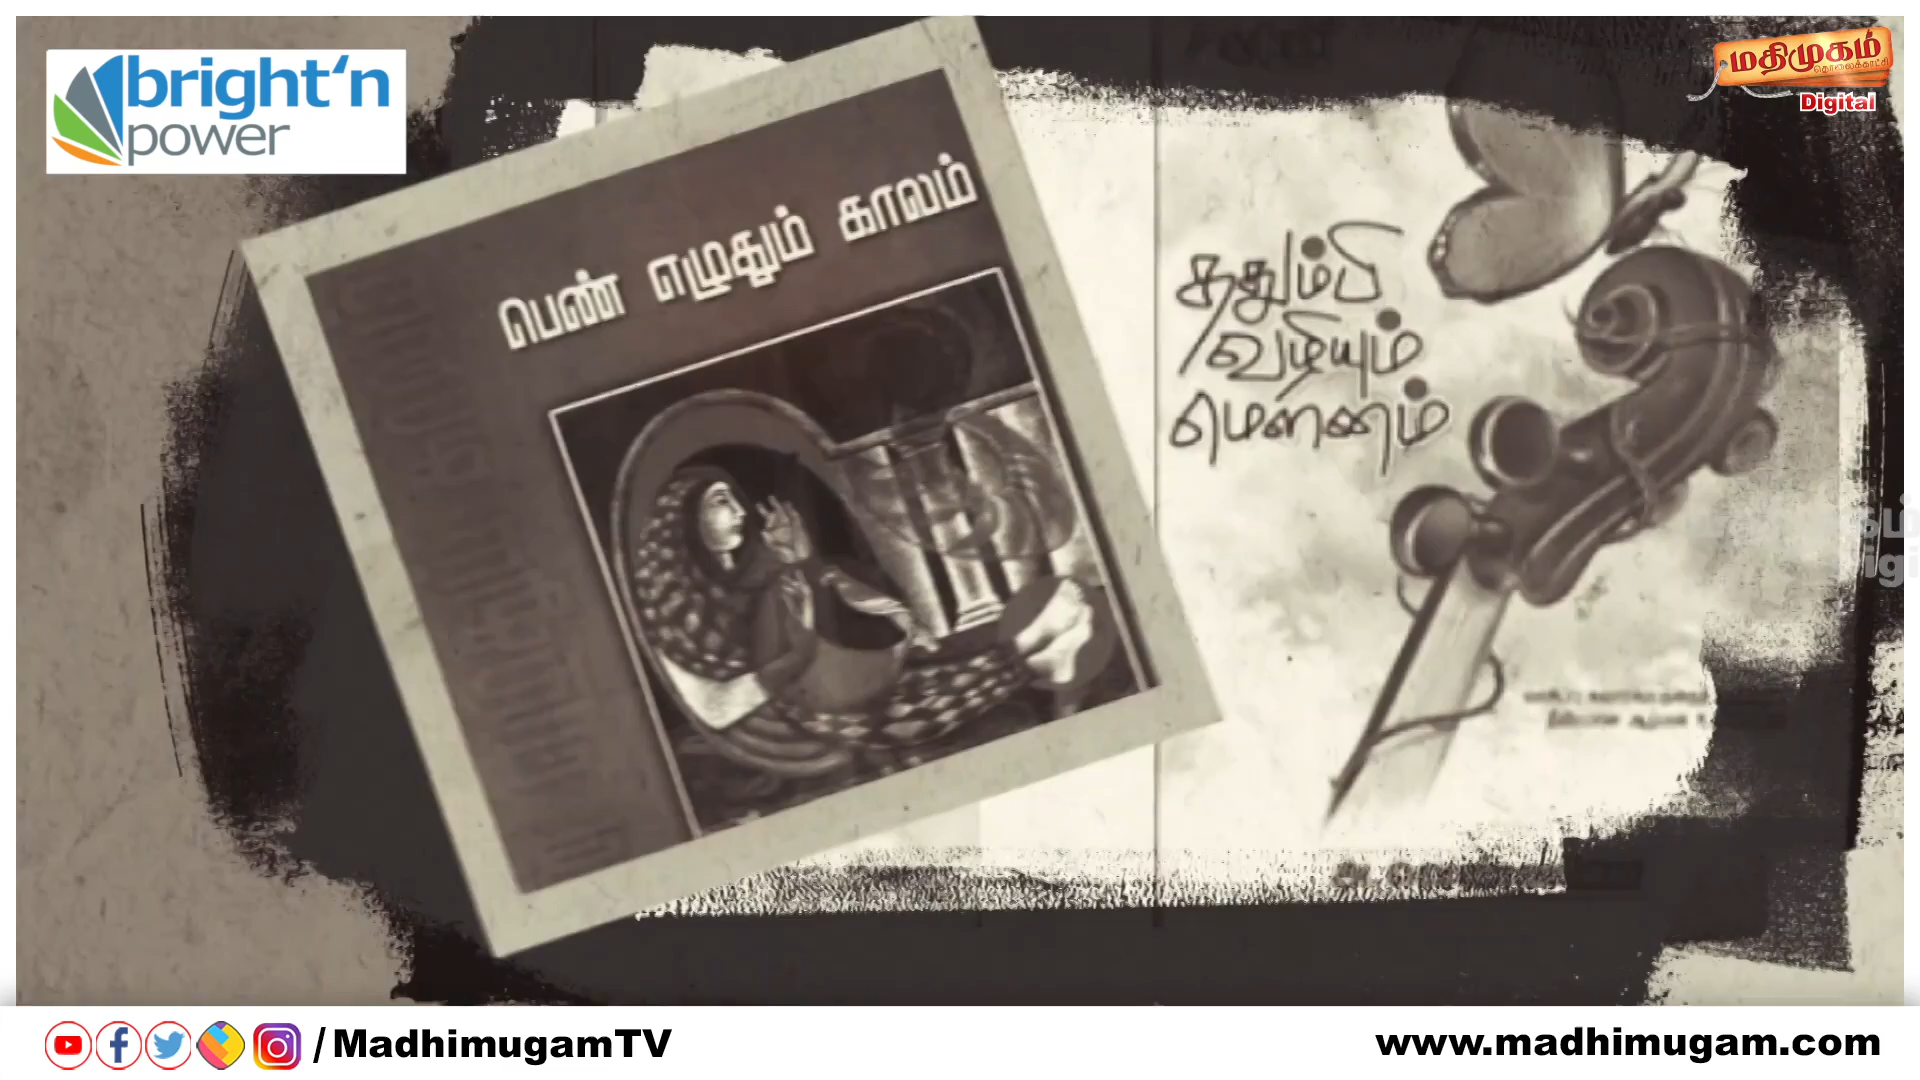 bright'n
power
மதிமுகம்
தொலைக்காட்சி
Digital
பெண் எழுதும் காலம்
ததும்பி
வழியும்
மௌனம்
/MadhimugamTV
www.madhimugam.com